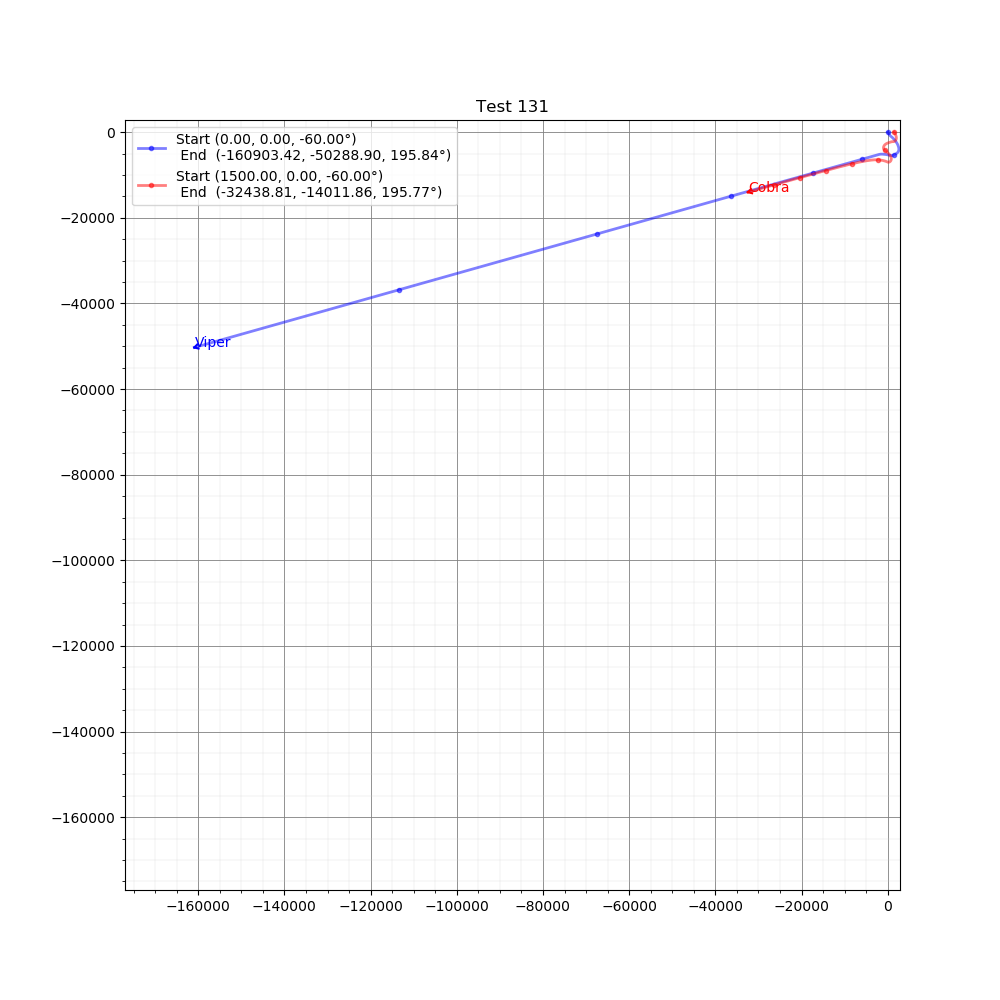 Test 131
Start (0.00, 0.00, -60.00°)
End (-160903.42, -50288.90, 195.84°)
Start (1500.00, 0.00, -60.00°)
End (-32438.81, -14011.86, 195.77°)
0
−20000
−40000
−60000
−80000
−100000
−120000
−140000
−160000
Cobra
Viper
−160000 −140000 −120000 −100000 −80000 −60000 −40000 −20000 0